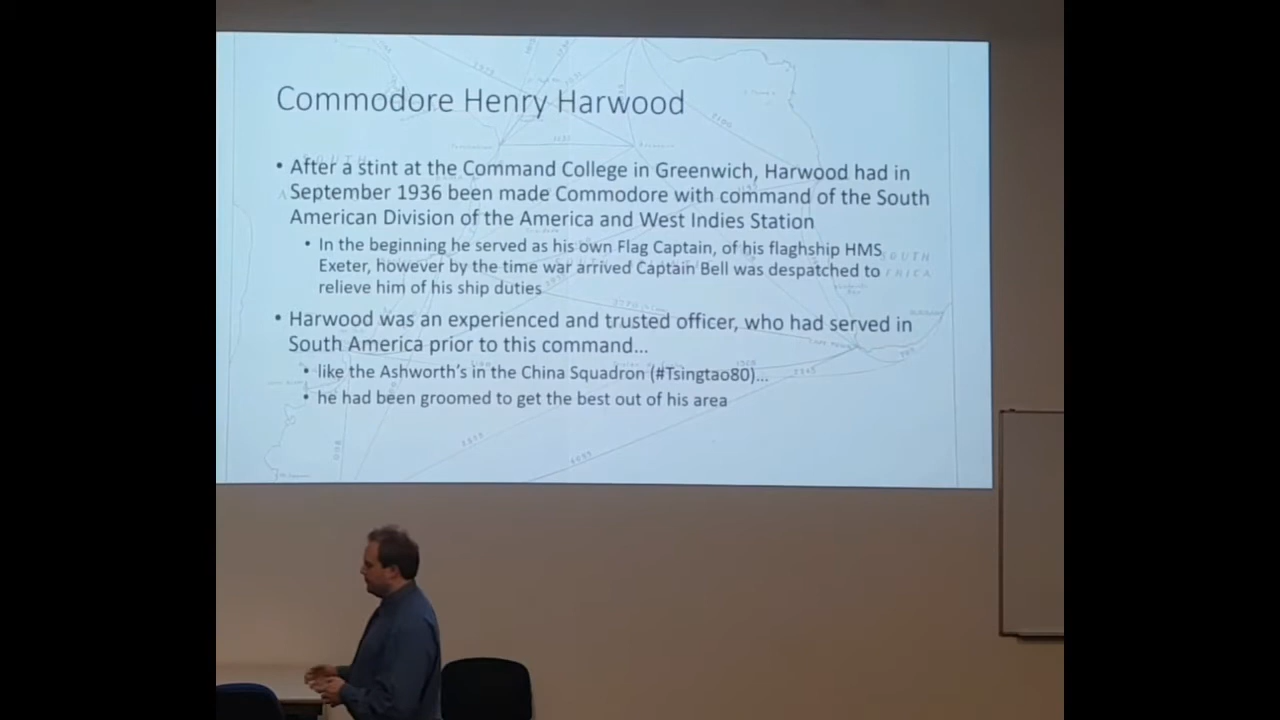 Commodore Henry Harwood
• After a stint at the Command College in Greenwich, Harwood had in
September 1936 been made Commodore with command of the South
American Division of the America and West Indies Station
• In the beginning he served as his own Flag Captain, of his flaghship HMS
Exeter, however by the time war arrived Captain Bell was despatched to
relieve him of his ship duties
• Harwood was an experienced and trusted officer, who had served in
South America prior to this command...
• like the Ashworth's in the China Squadron (#Tsingtao80)...
• he had been groomed to get the best out of his area